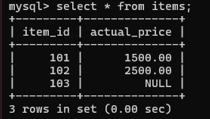 mysql> select * from items;
+---------+--------------+
| item_id | actual_price |
+---------+--------------+
|     101 |      1500.00 |
|     102 |      2500.00 |
|     103 |         NULL |
+---------+--------------+
3 rows in set (0.00 sec)